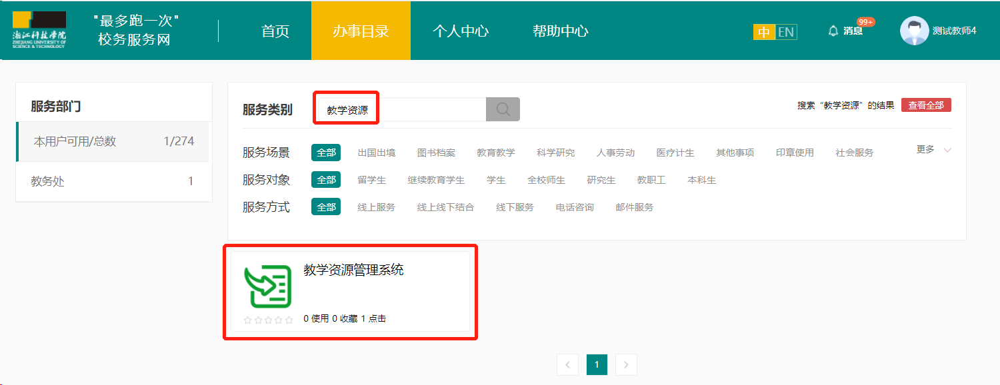 浙江科技学院
ZHEJIANG UNIVERSITY OF
SCIENCE & TECHNOLOGY
"最多跑一次"
校务服务网
首页
办事目录
个人中心
帮助中心
中 EN
消息
99+
测试教师4
服务部门
本用户可用/总数 1/274
教务处 1
服务类别
教学资源
搜索“教学资源”的结果
查看全部
服务场景 全部 出国出境 图书档案 教育教学 科学研究 人事劳动 医疗计生 其他事项 印章使用 社会服务 更多
服务对象 全部 留学生 继续教育学生 学生 全校师生 研究生 教职工 本科生
服务方式 全部 线上服务 线上线下结合 线下服务 电话咨询 邮件服务
教学资源管理系统
0 使用 0 收藏 1 点击
1